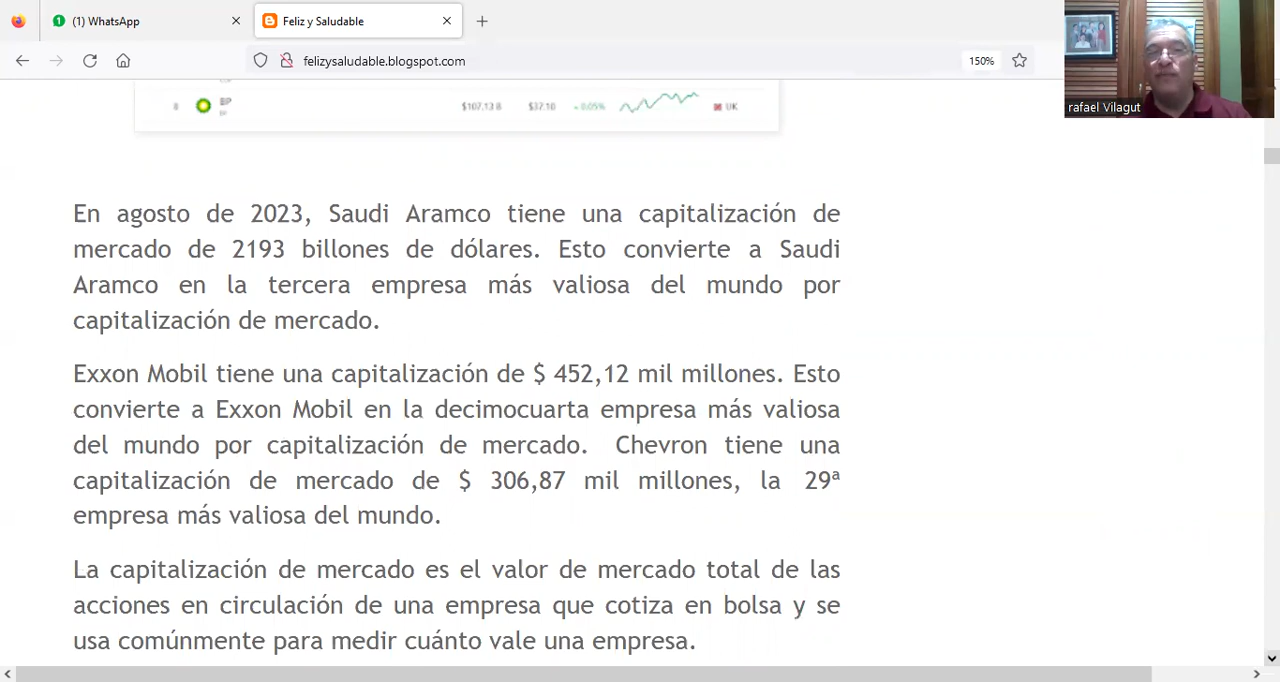 (1) WhatsApp
Feliz y Saludable
felizysaludable.blogspot.com
150%
rafael Vilagut
8 BP $107.13 B $37.10 0.05% UK
BP
En agosto de 2023, Saudi Aramco tiene una capitalización de
mercado de 2193 billones de dólares. Esto convierte a Saudi
Aramco en la tercera empresa más valiosa del mundo por
capitalización de mercado.
Exxon Mobil tiene una capitalización de $ 452,12 mil millones. Esto
convierte a Exxon Mobil en la decimocuarta empresa más valiosa
del mundo por capitalización de mercado. Chevron tiene una
capitalización de mercado de $ 306,87 mil millones, la 29ª
empresa más valiosa del mundo.
La capitalización de mercado es el valor de mercado total de las
acciones en circulación de una empresa que cotiza en bolsa y se
usa comúnmente para medir cuánto vale una empresa.